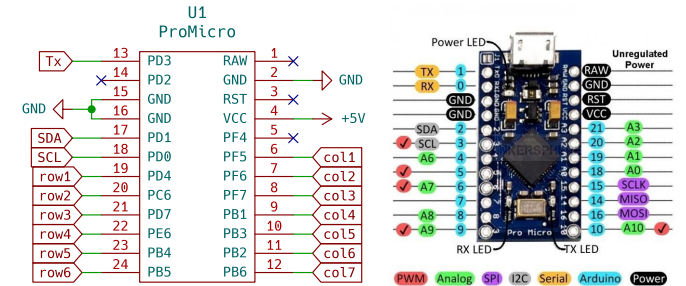 U1
ProMicro
Tx 13 PD3 RAW 1
14 PD2 GND 2 GND
GND 15 GND RST 3
16 GND VCC 4 +5V
SDA 17 PD1 PF4 5
SCL 18 PD0 PF5 6 col1
row1 19 PD4 PF6 7 col2
row2 20 PC6 PF7 8 col3
row3 21 PD7 PB1 9 col4
row4 22 PE6 PB3 10 col5
row5 23 PB4 PB2 11 col6
row6 24 PB5 PB6 12 col7
Power LED
Unregulated
Power
TX 1 RAW
RX 0 GND
GND RST
GND VCC
SDA 2 21 A3
SCL 3 20 A2
A6 4 19 A1
5 18 A0
A7 6 15 SCLK
7 14 MISO
A8 8 16 MOSI
A9 9 10 A10
Pro Micro
RX LED TX LED
PWM Analog SPI I2C Serial Arduino Power